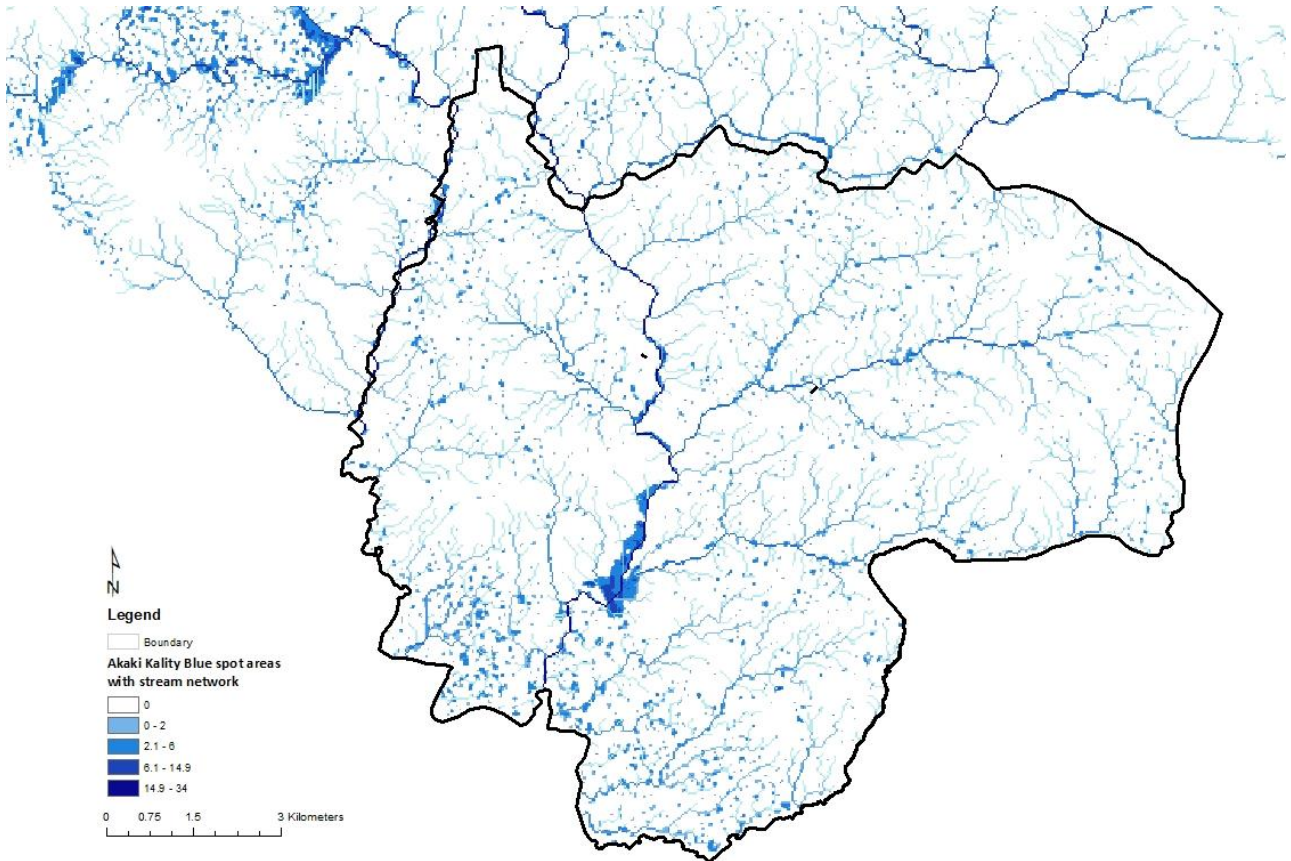 N
Legend
Boundary
Akaki Kality Blue spot areas
with stream network
0
0 - 2
2.1 - 6
6.1 - 14.9
14.9 - 34
0 0.75 1.5 3 Kilometers